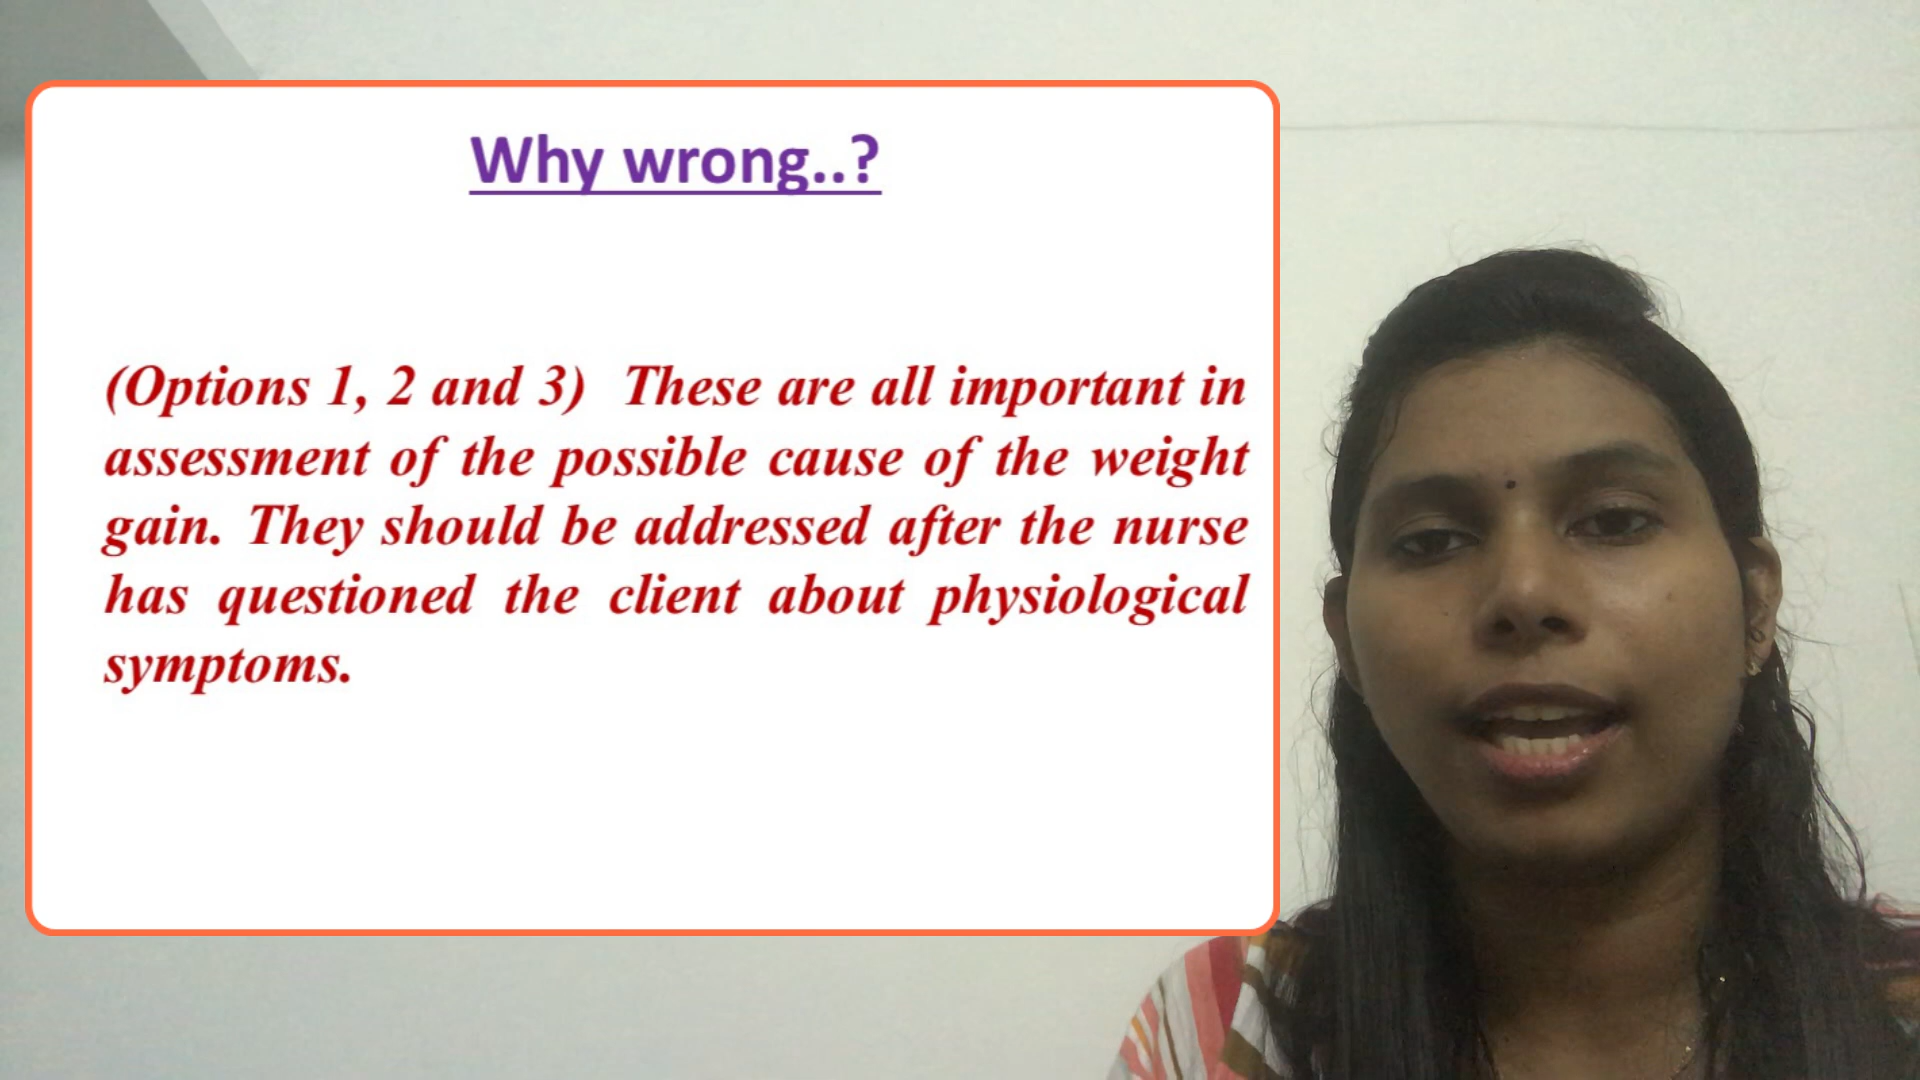 Why wrong..?
(Options 1, 2 and 3) These are all important in
assessment of the possible cause of the weight
gain. They should be addressed after the nurse
has questioned the client about physiological
symptoms.